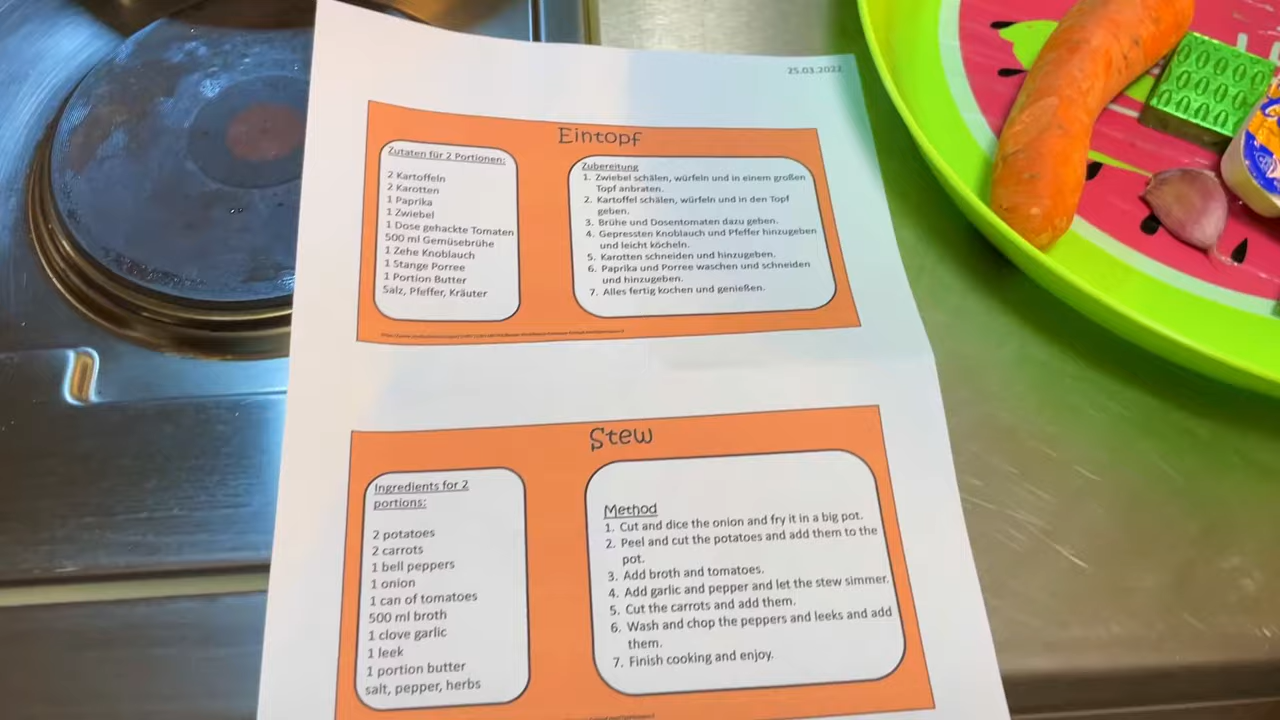 25.03.2022
Eintopf
Zutaten für 2 Portionen:
2 Kartoffeln
2 Karotten
1 Paprika
1 Zwiebel
1 Dose gehackte Tomaten
500 ml Gemüsebrühe
1 Zehe Knoblauch
1 Stange Porree
1 Portion Butter
Salz, Pfeffer, Kräuter
Zubereitung
1. Zwiebel schälen, würfeln und in einem großen
Topf anbraten.
2. Kartoffel schälen, würfeln und in den Topf
geben.
3. Brühe und Dosentomaten dazu geben.
4. Gepressten Knoblauch und Pfeffer hinzugeben
und leicht köcheln.
5. Karotten schneiden und hinzugeben.
6. Paprika und Porree waschen und schneiden
und hinzugeben.
7. Alles fertig kochen und genießen.
Stew
Ingredients for 2
portions:
2 potatoes
2 carrots
1 bell peppers
1 onion
1 can of tomatoes
500 ml broth
1 clove garlic
1 leek
1 portion butter
salt, pepper, herbs
Method
1. Cut and dice the onion and fry it in a big pot.
2. Peel and cut the potatoes and add them to the
pot.
3. Add broth and tomatoes.
4. Add garlic and pepper and let the stew simmer.
5. Cut the carrots and add them.
6. Wash and chop the peppers and leeks and add
them.
7. Finish cooking and enjoy.